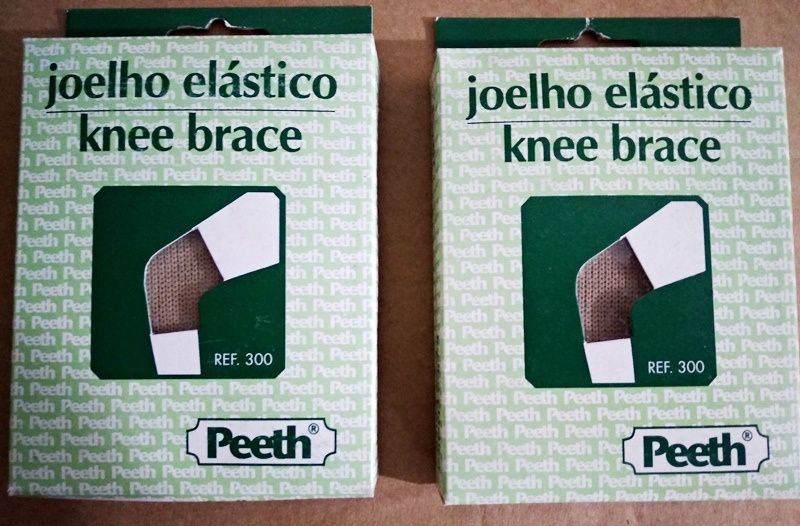 joelho elástico
knee brace
REF. 300
Peeth®
joelho elástico
knee brace
REF. 300
Peeth®